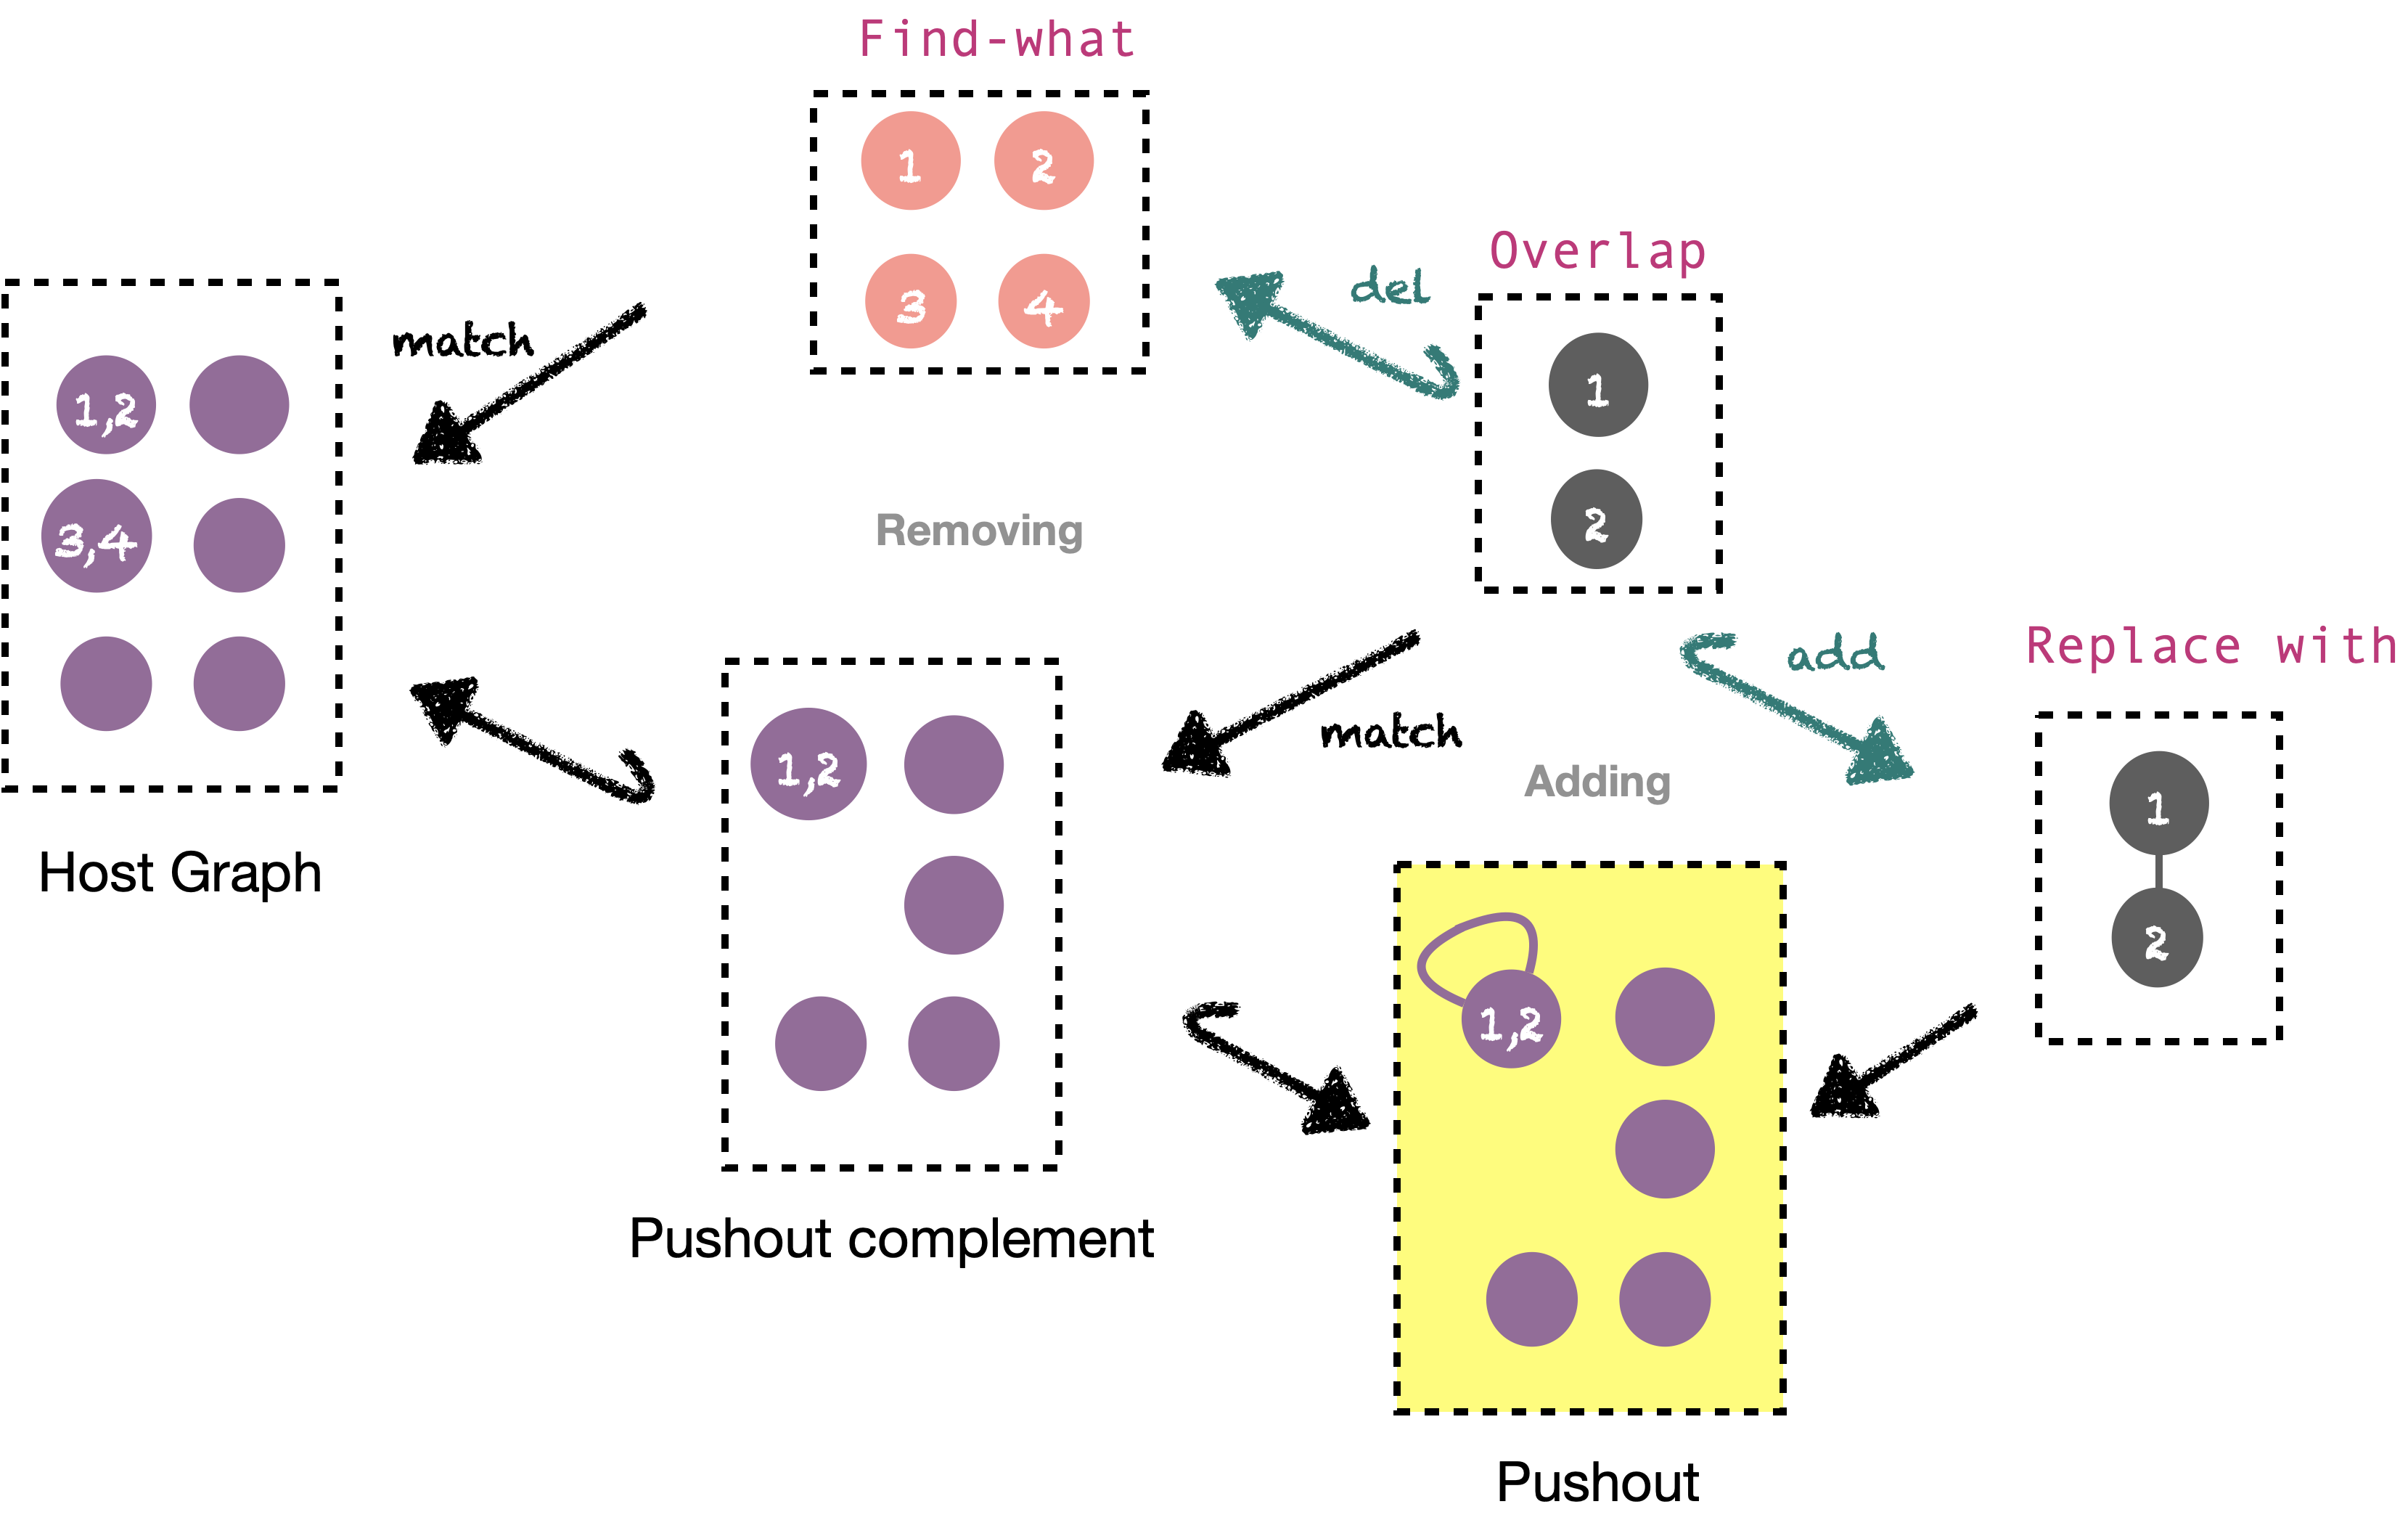 Find-what
1 2
3 4
Overlap
del
1
2
match
1,2
3,4
Removing
Host Graph
match
add
Replace with
1,2
Adding
1
2
Pushout complement
1,2
Pushout